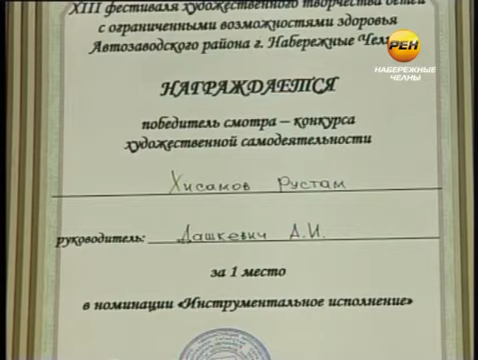 XIII фестиваля художественного творчества детей
с ограниченными возможностями здоровья
Автозаводского района г. Набережные Челны
НАГРАЖДАЕТСЯ
победитель смотра – конкурса
художественной самодеятельности
Хисамов Рустам
руководитель: Дашкевич А.И.
за 1 место
в номинации «Инструментальное исполнение»
РЕН
НАБЕРЕЖНЫЕ
ЧЕЛНЫ